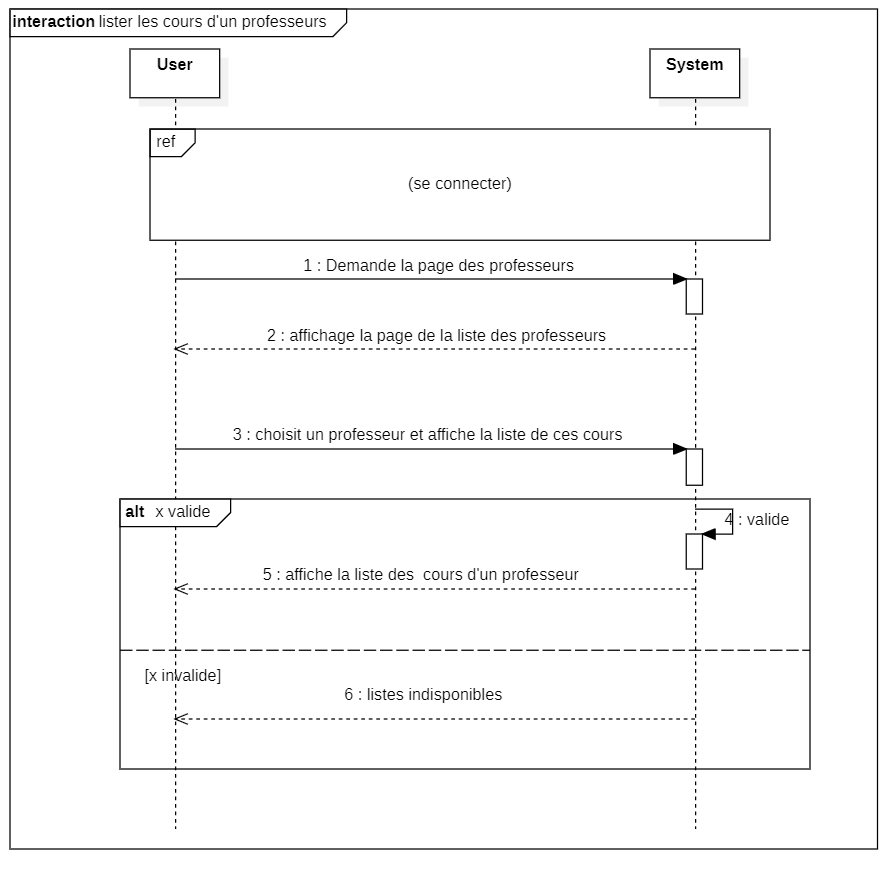 interaction lister les cours d'un professeurs
User
System
ref
(se connecter)
1 : Demande la page des professeurs
2 : affichage la page de la liste des professeurs
3 : choisit un professeur et affiche la liste de ces cours
alt x valide
4 : valide
5 : affiche la liste des  cours d'un professeur
[x invalide]
6 : listes indisponibles